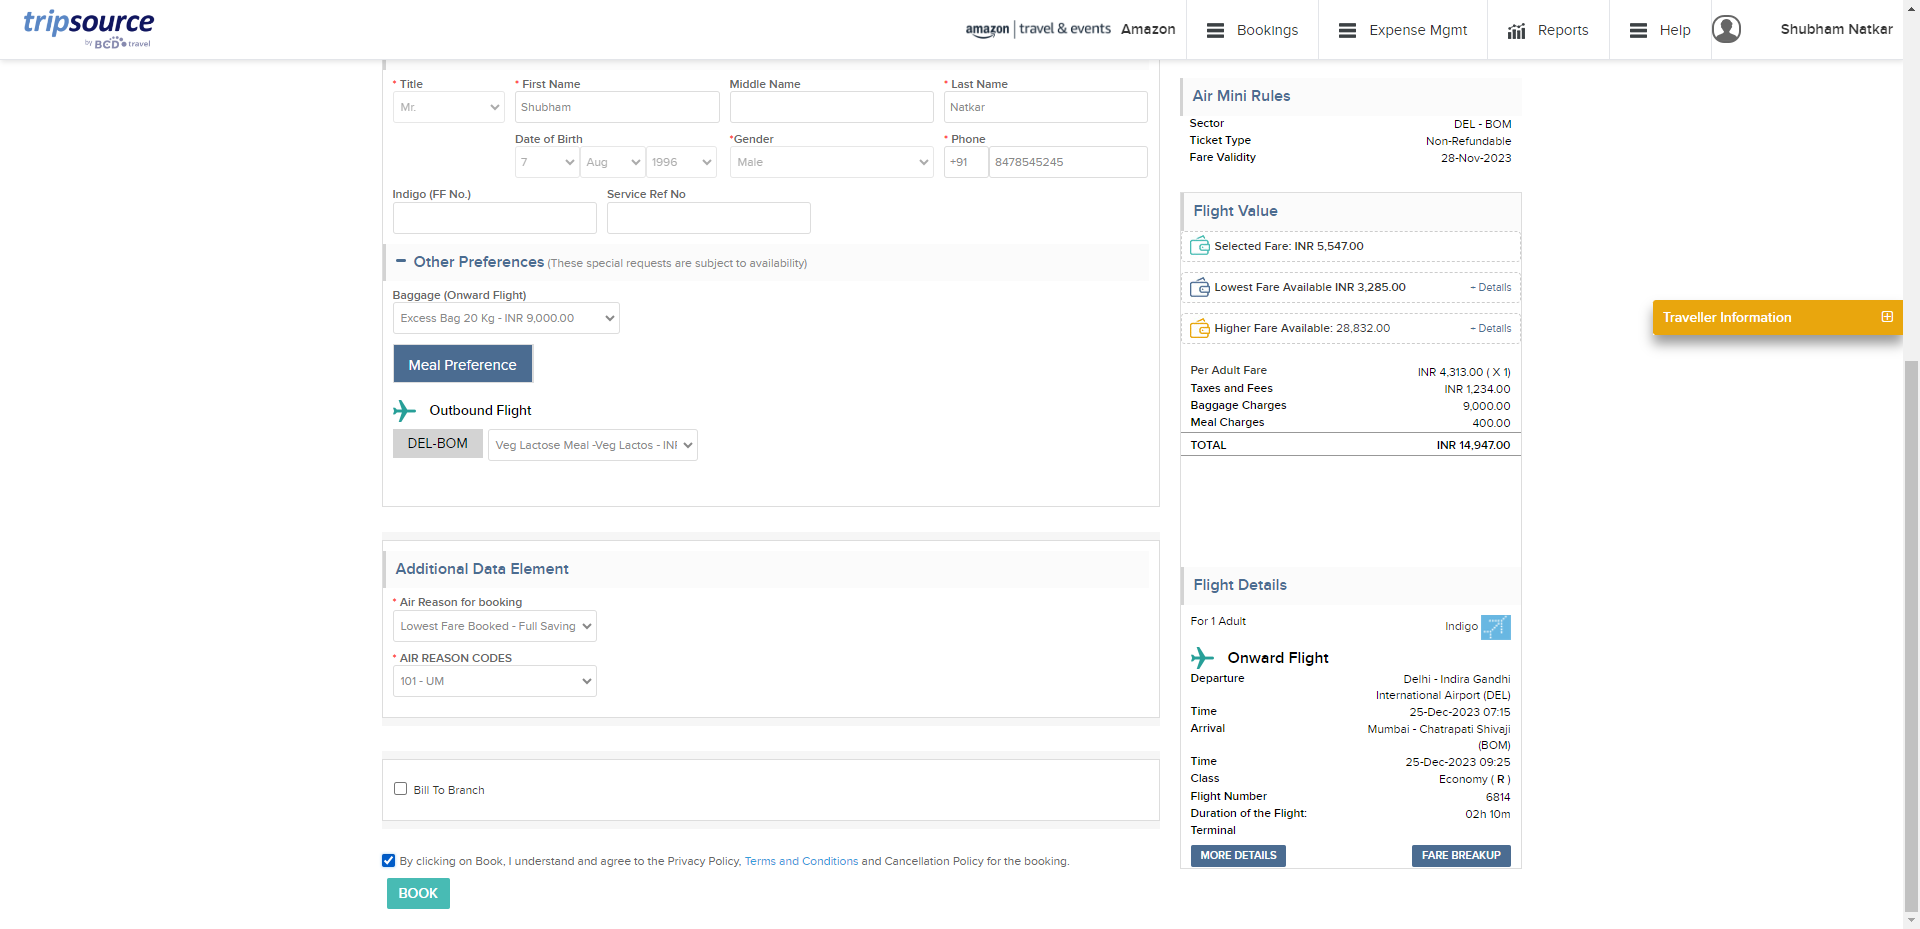 tripsource
by BCD travel
amazon | travel & events Amazon
Bookings
Expense Mgmt
Reports
Help
Shubham Natkar
* Title
* First Name
Middle Name
* Last Name
Mr.
Shubham
Natkar
Date of Birth
*Gender
* Phone
7
Aug
1996
Male
+91
8478545245
Indigo (FF No.)
Service Ref No
Other Preferences (These special requests are subject to availability)
Baggage (Onward Flight)
Excess Bag 20 Kg - INR 9,000.00
Meal Preference
Outbound Flight
DEL-BOM
Veg Lactose Meal -Veg Lactos - INR
Additional Data Element
* Air Reason for booking
Lowest Fare Booked - Full Saving
* AIR REASON CODES
101 - UM
Bill To Branch
By clicking on Book, I understand and agree to the Privacy Policy, Terms and Conditions and Cancellation Policy for the booking.
BOOK
Air Mini Rules
Sector DEL - BOM
Ticket Type Non-Refundable
Fare Validity 28-Nov-2023
Flight Value
Selected Fare: INR 5,547.00
Lowest Fare Available INR 3,285.00 + Details
Higher Fare Available: 28,832.00 + Details
Per Adult Fare INR 4,313.00 ( X 1)
Taxes and Fees INR 1,234.00
Baggage Charges 9,000.00
Meal Charges 400.00
TOTAL INR 14,947.00
Flight Details
For 1 Adult Indigo
Onward Flight
Departure Delhi - Indira Gandhi
International Airport (DEL)
Time 25-Dec-2023 07:15
Arrival Mumbai - Chatrapati Shivaji
(BOM)
Time 25-Dec-2023 09:25
Class Economy ( R )
Flight Number 6814
Duration of the Flight: 02h 10m
Terminal
MORE DETAILS FARE BREAKUP
Traveller Information